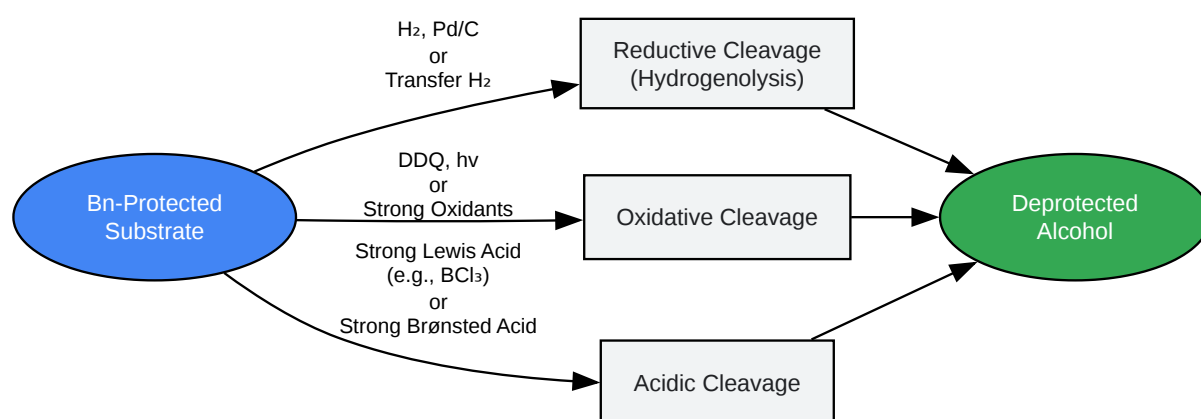 H₂, Pd/C
or
Transfer H₂
Reductive Cleavage
(Hydrogenolysis)
Bn-Protected
Substrate
DDQ, hv
or
Strong Oxidants
Oxidative Cleavage
Deprotected
Alcohol
Strong Lewis Acid
(e.g., BCl₃)
or
Strong Brønsted Acid
Acidic Cleavage